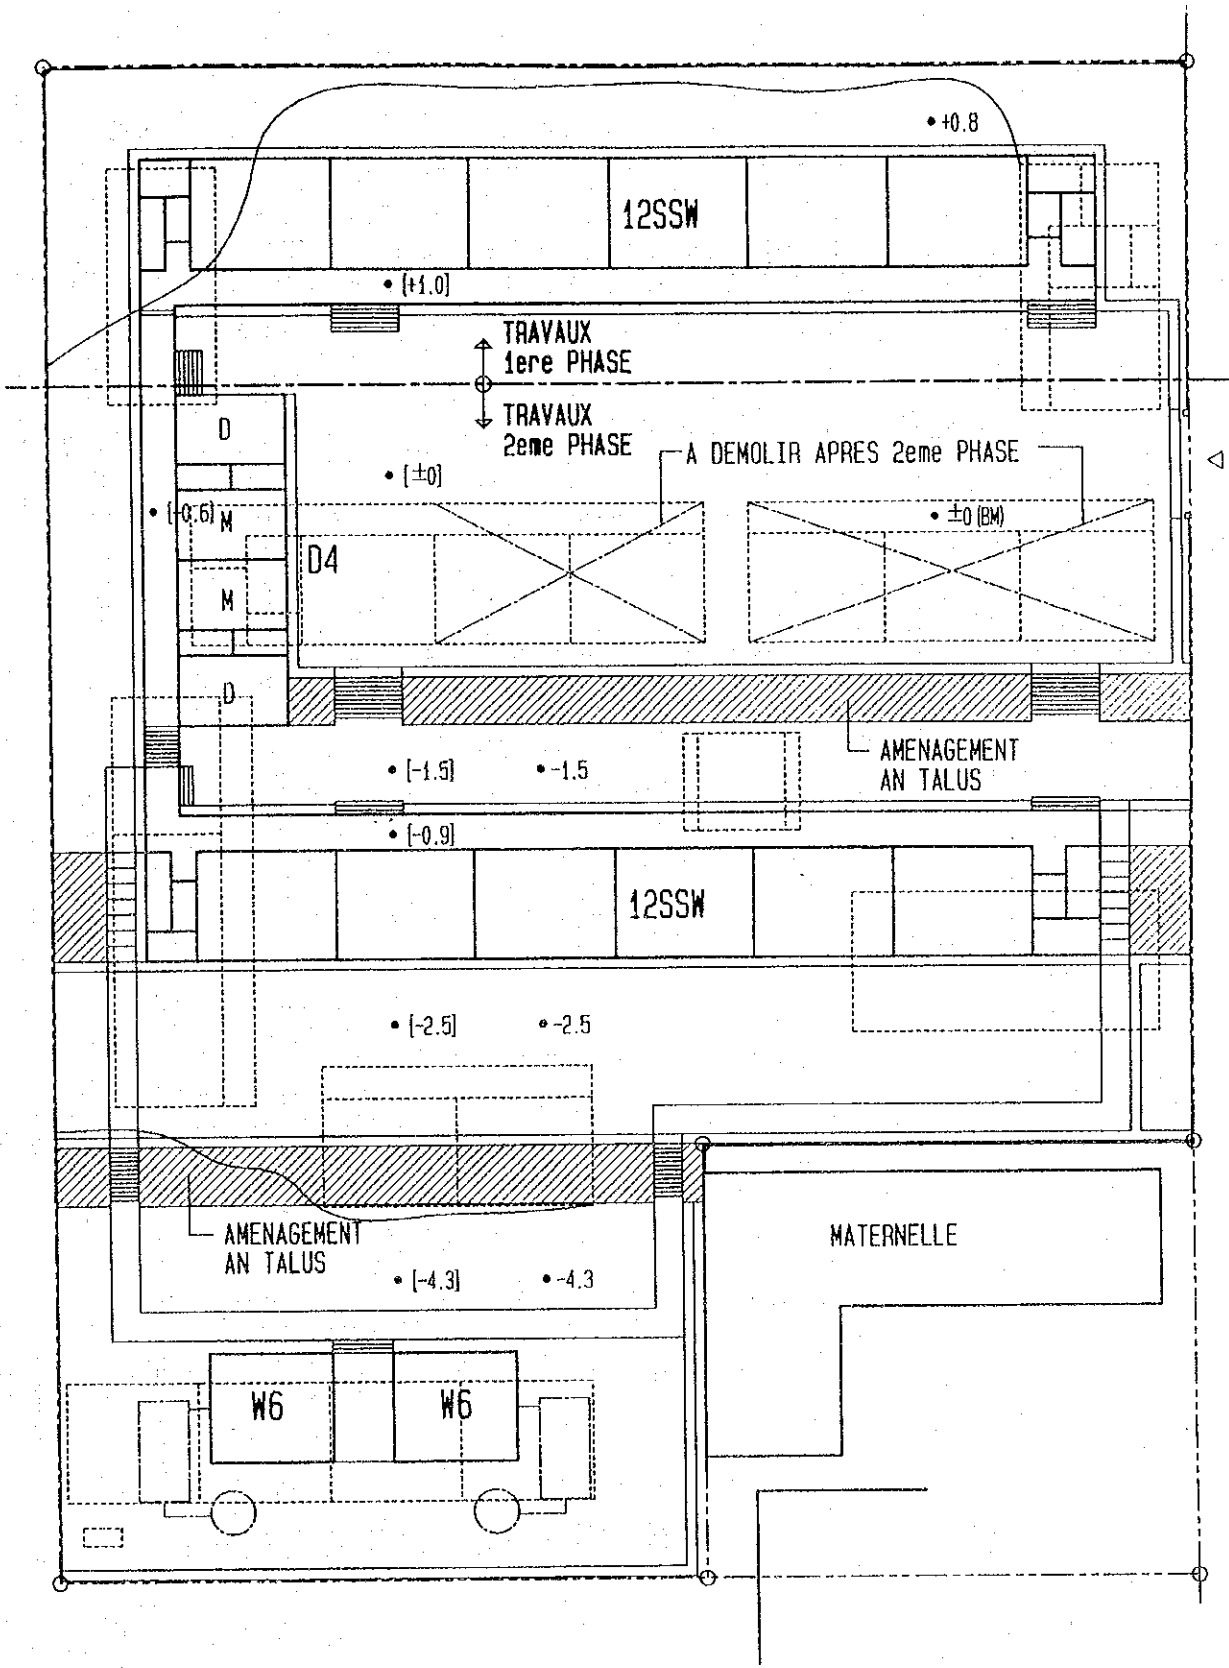 +0.8
12SSW
[+1.0]
TRAVAUX
1ere PHASE
TRAVAUX
2eme PHASE
D
A DEMOLIR APRES 2eme PHASE
[±0]
[-0.6]
M
±0 (BM)
D4
M
D
AMENAGEMENT
AN TALUS
[-1.5]
-1.5
[-0.9]
12SSW
[-2.5]
-2.5
AMENAGEMENT
AN TALUS
MATERNELLE
[-4.3]
-4.3
W6
W6